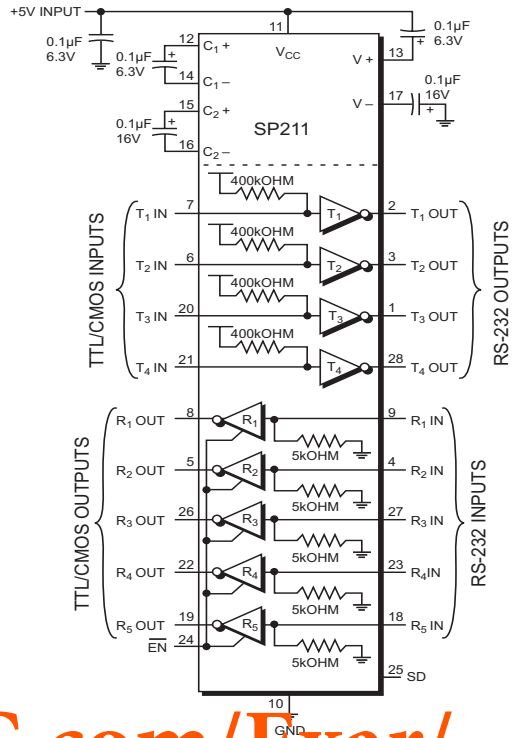 +5V INPUT
0.1µF
6.3V
11
VCC
0.1µF
6.3V
12
C1 +
0.1µF
6.3V
14
C1 –
V +
13
15
C2 +
0.1µF
16V
16
C2 –
V –
17
0.1µF
16V
SP211
TTL/CMOS INPUTS
RS-232 OUTPUTS
400kOHM
T1 IN
7
T1
2
T1 OUT
400kOHM
T2 IN
6
T2
3
T2 OUT
400kOHM
T3 IN
20
T3
1
T3 OUT
400kOHM
T4 IN
21
T4
28
T4 OUT
TTL/CMOS OUTPUTS
RS-232 INPUTS
R1 OUT
8
R1
9
R1 IN
5kOHM
R2 OUT
5
R2
4
R2 IN
5kOHM
R3 OUT
26
R3
27
R3 IN
5kOHM
R4 OUT
22
R4
23
R4IN
5kOHM
R5 OUT
19
R5
18
R5 IN
5kOHM
EN
24
25
SD
10
GND
.com/